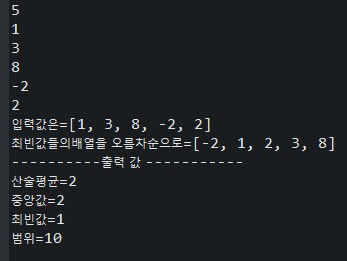 5
1
3
8
-2
2
입력값은=[1, 3, 8, -2, 2]
최빈값들의배열을 오름차순으로=[-2, 1, 2, 3, 8]
----------출력 값 -----------
산술평균=2
중앙값=2
최빈값=1
범위=10